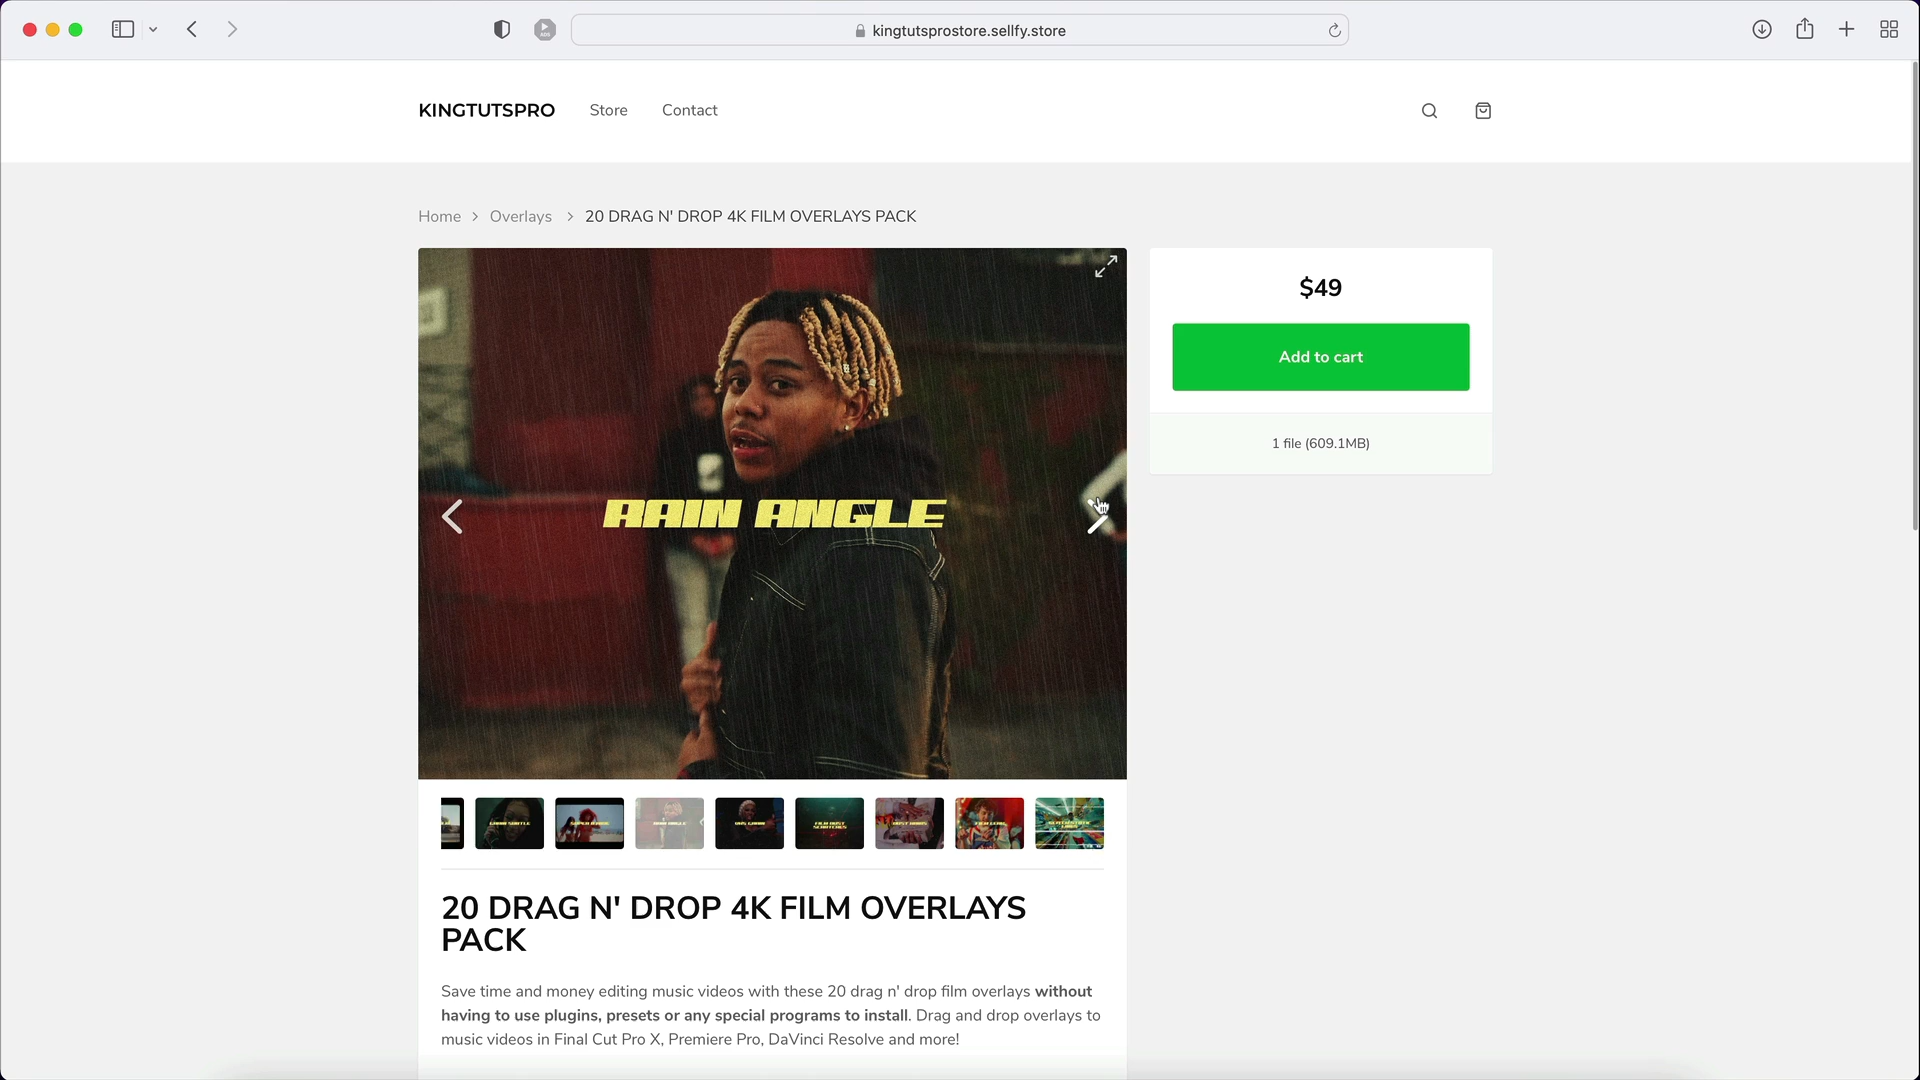 kingtutsprostore.sellfy.store
KINGTUTSPRO
Store
Contact
Home > Overlays > 20 DRAG N' DROP 4K FILM OVERLAYS PACK
$49
Add to cart
1 file (609.1MB)
RAIN ANGLE
20 DRAG N' DROP 4K FILM OVERLAYS
PACK
Save time and money editing music videos with these 20 drag n' drop film overlays without
having to use plugins, presets or any special programs to install. Drag and drop overlays to
music videos in Final Cut Pro X, Premiere Pro, DaVinci Resolve and more!